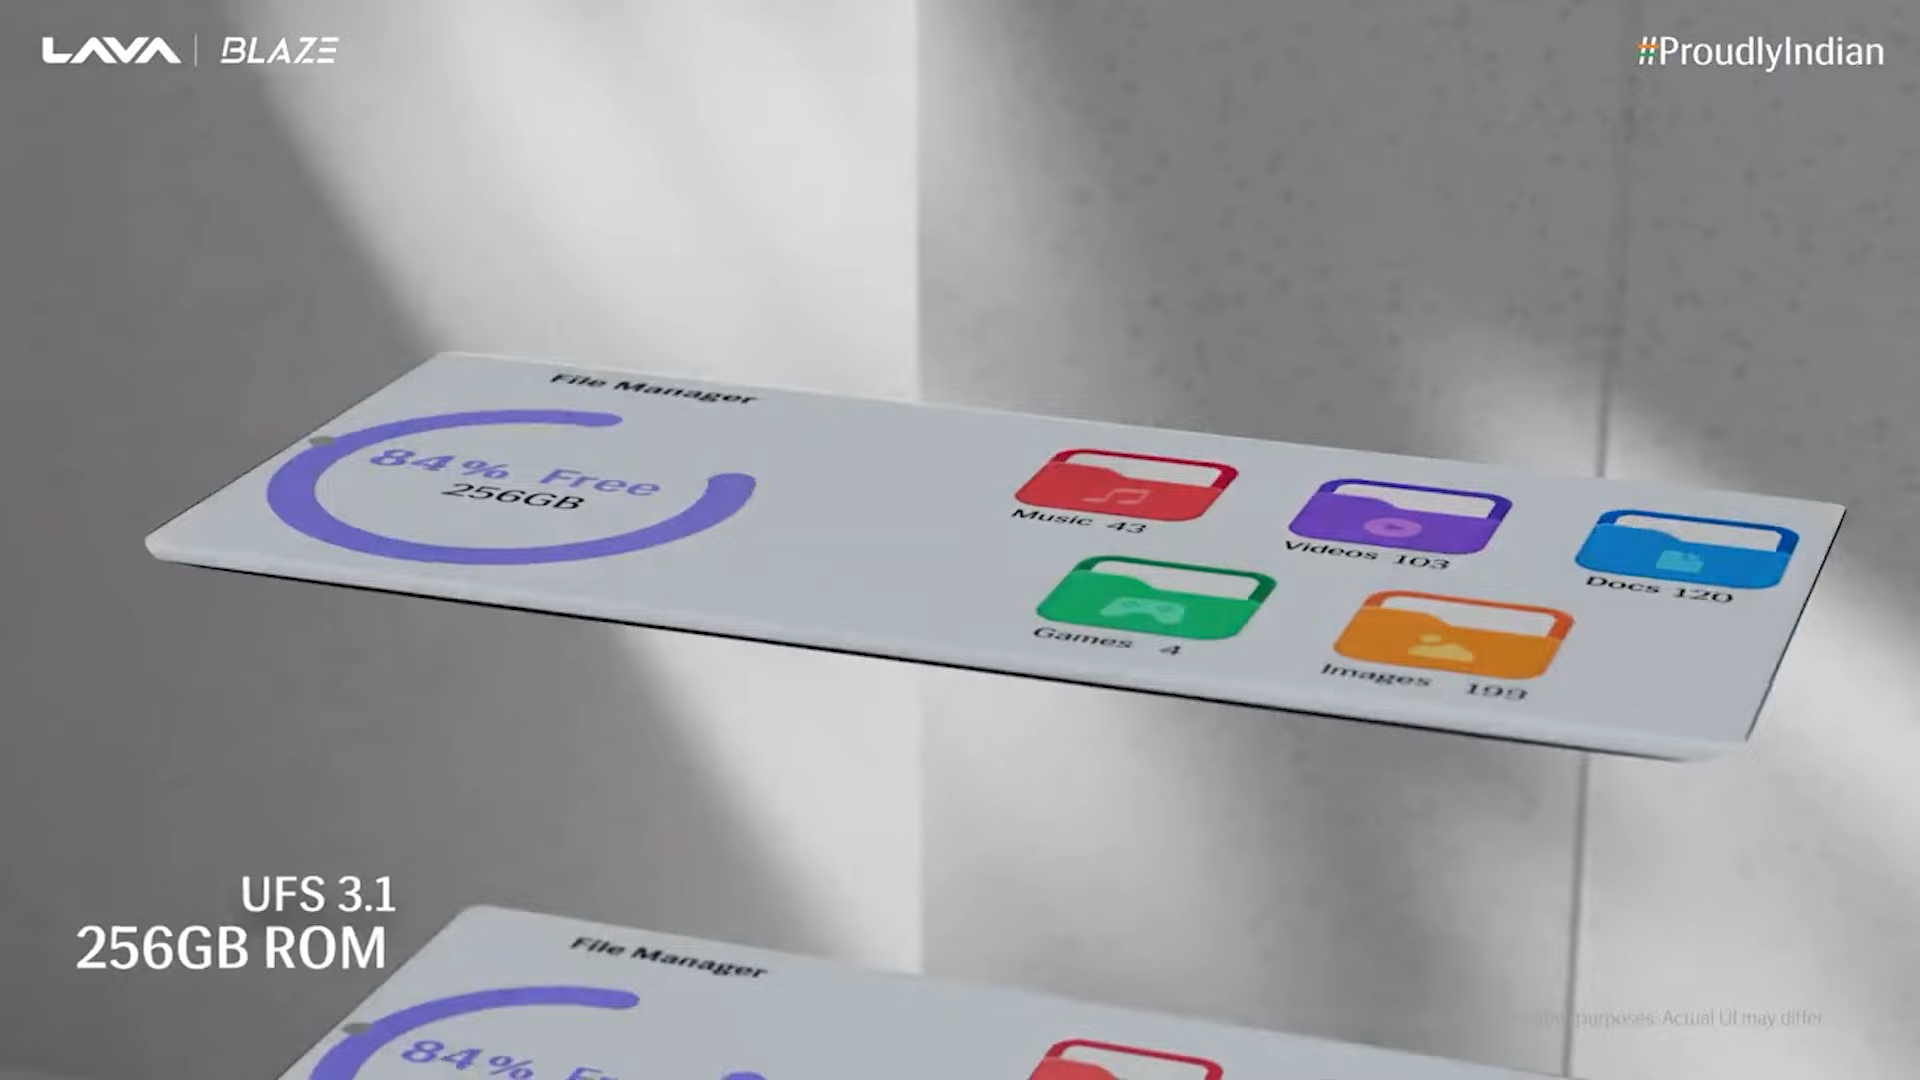 LAVA | BLAZE
#ProudlyIndian
File Manager
84% Free
256GB
Music 43
Videos 103
Docs 120
Games 4
Images 199
UFS 3.1
256GB ROM
File Manager
84%
purposes. Actual UI may differ